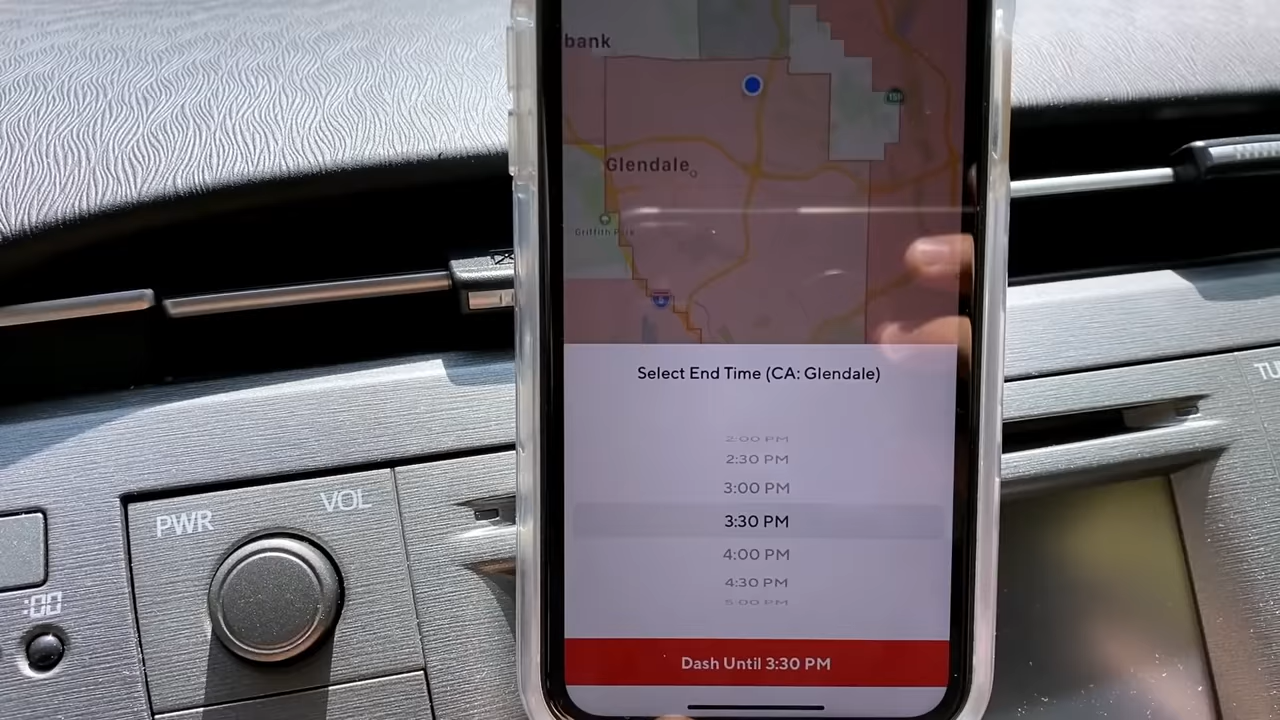 bank
Glendale
Griffith Park
5
Select End Time (CA: Glendale)
2:00 PM
2:30 PM
3:00 PM
3:30 PM
4:00 PM
4:30 PM
5:00 PM
Dash Until 3:30 PM
PWR
VOL
:00
TU